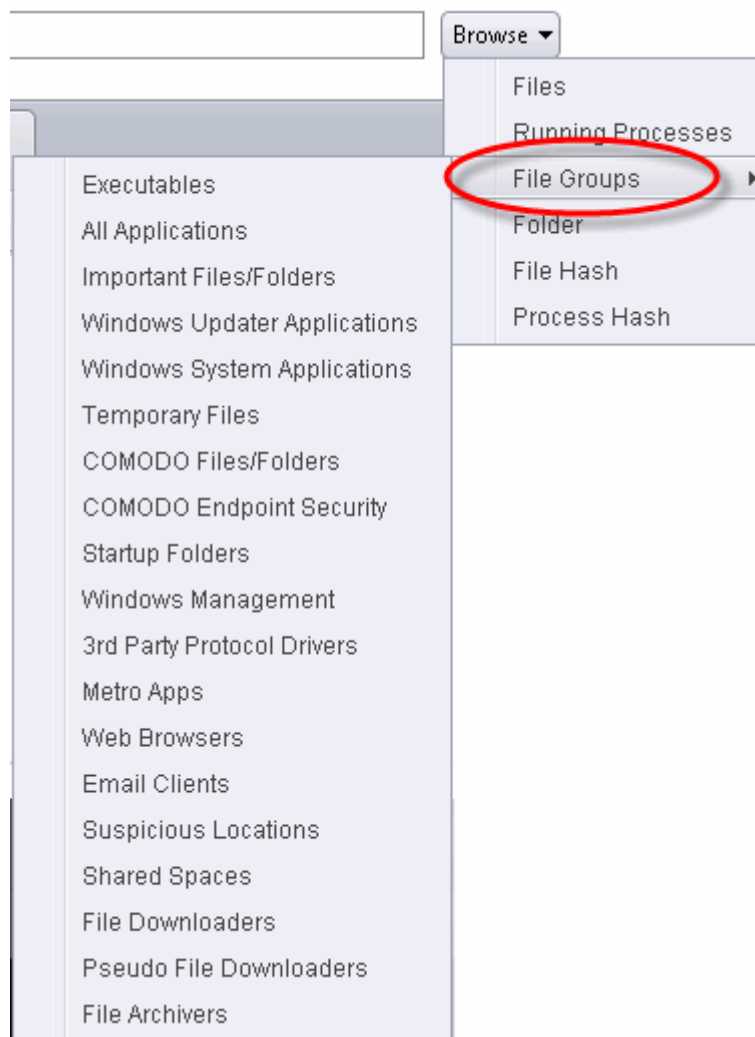 Browse
Files
Running Processes
File Groups
Folder
File Hash
Process Hash
Executables
All Applications
Important Files/Folders
Windows Updater Applications
Windows System Applications
Temporary Files
COMODO Files/Folders
COMODO Endpoint Security
Startup Folders
Windows Management
3rd Party Protocol Drivers
Metro Apps
Web Browsers
Email Clients
Suspicious Locations
Shared Spaces
File Downloaders
Pseudo File Downloaders
File Archivers